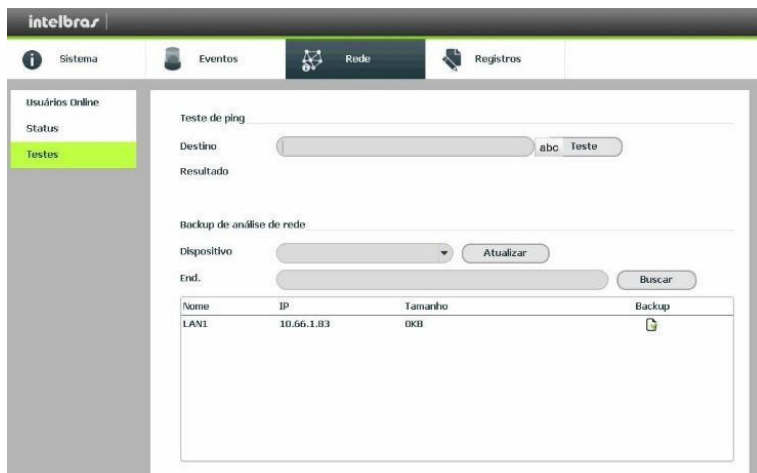 intelbras
Sistema
Eventos
Rede
Registros
Usuários Online
Status
Testes
Teste de ping
Destino
abc
Teste
Resultado
Backup de análise de rede
Dispositivo
Atualizar
End.
Buscar
Nome IP Tamanho Backup
LAN1 10.66.1.83 0KB